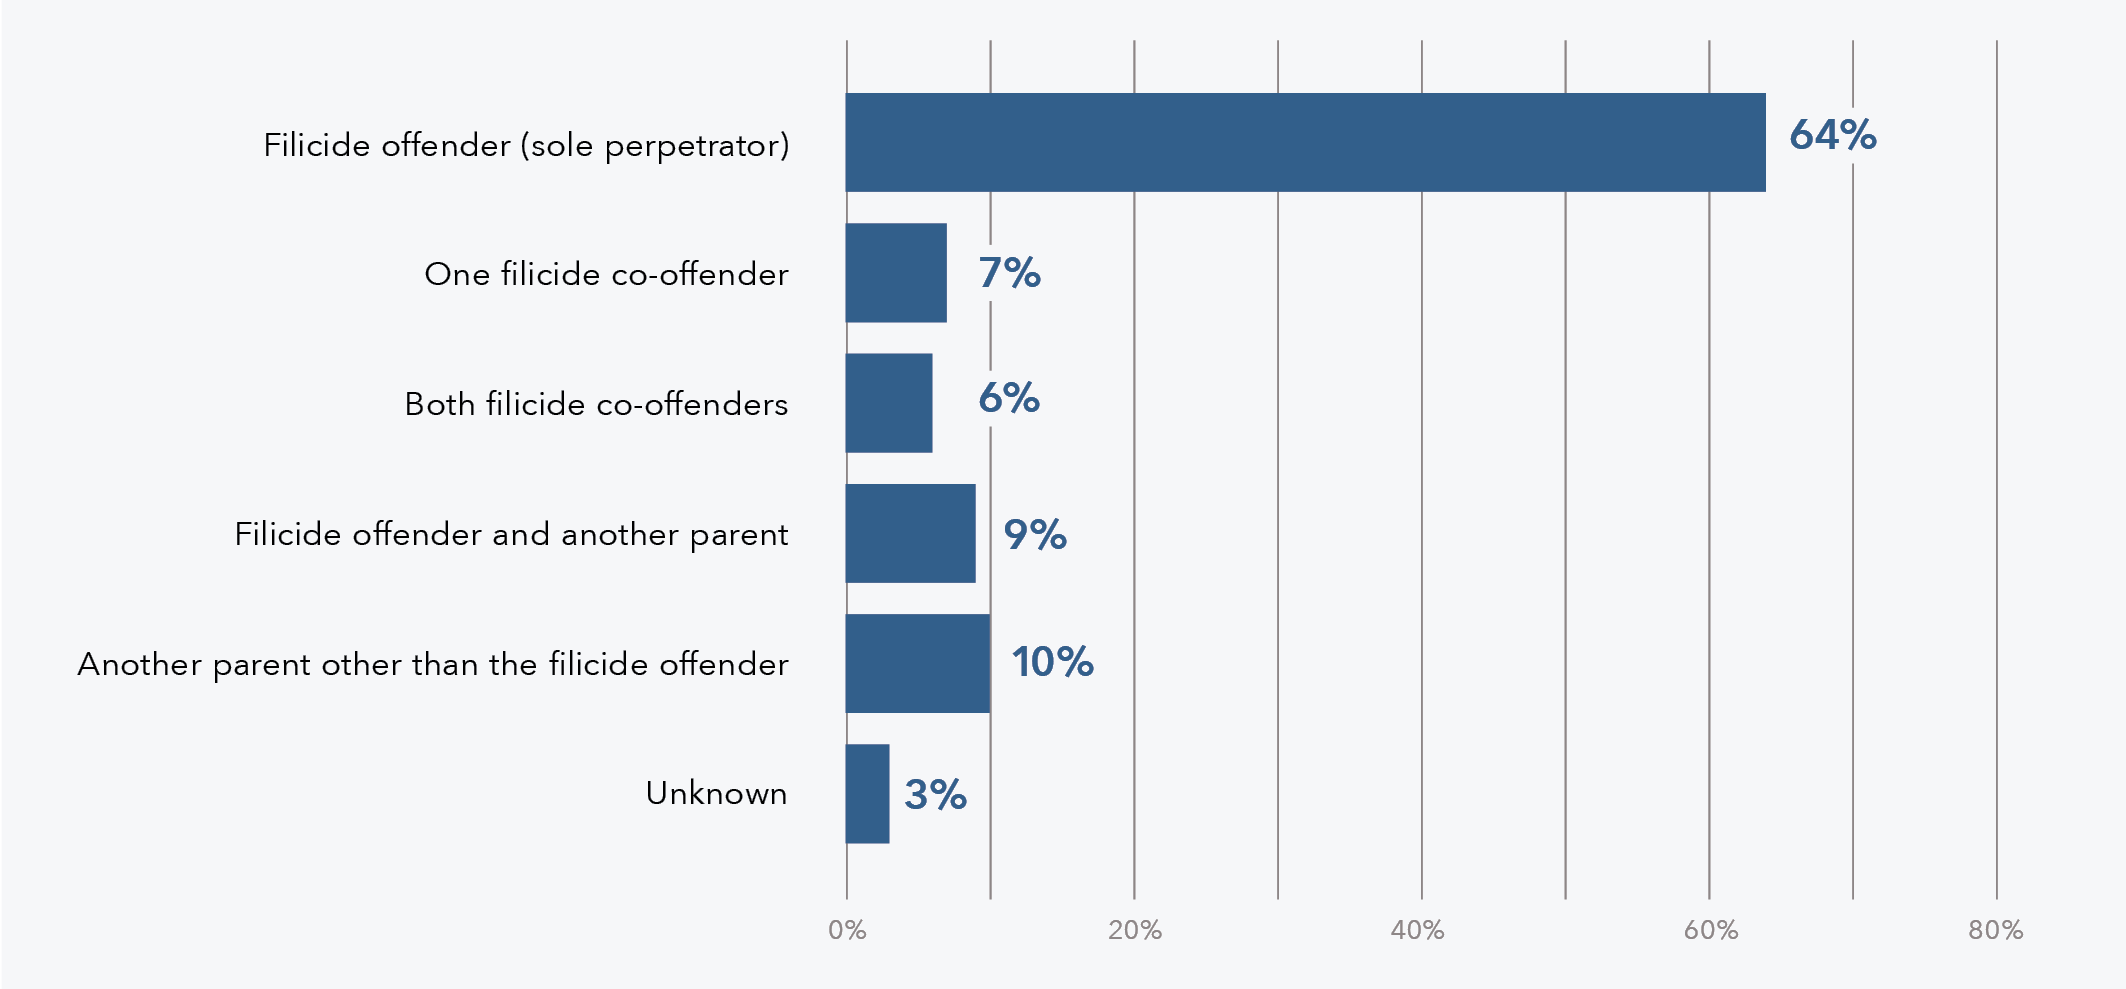 Filicide offender (sole perpetrator)
64%
One filicide co-offender
7%
Both filicide co-offenders
6%
Filicide offender and another parent
9%
Another parent other than the filicide offender
10%
Unknown
3%
0% 20% 40% 60% 80%